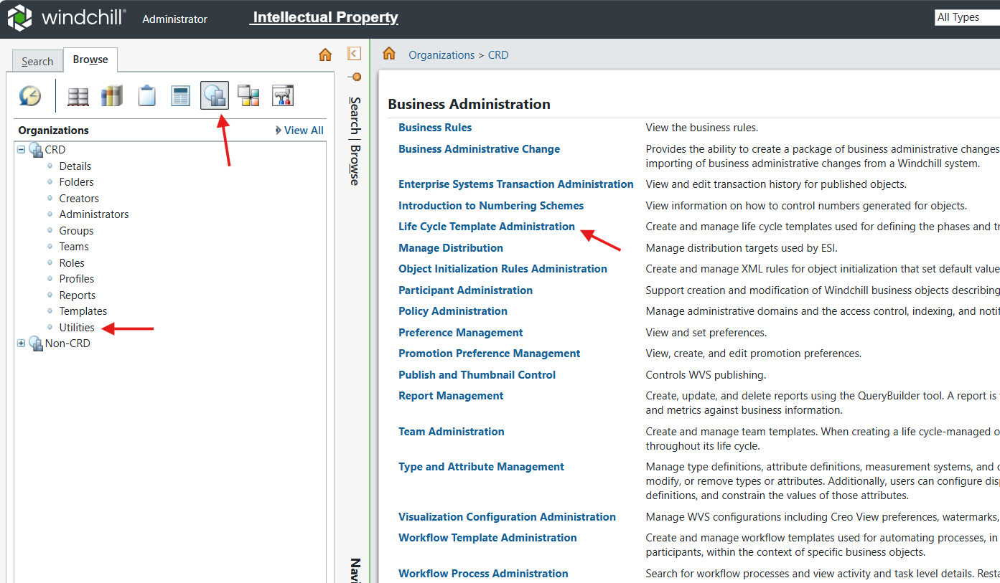 windchill® Administrator Intellectual Property All Types
Search Browse
Organizations View All
CRD
Details
Folders
Creators
Administrators
Groups
Teams
Roles
Profiles
Reports
Templates
Utilities
Non-CRD
Search | Browse
Navi
Organizations > CRD
Business Administration
Business Rules View the business rules.
Business Administrative Change Provides the ability to create a package of business administrative changes
importing of business administrative changes from a Windchill system.
Enterprise Systems Transaction Administration View and edit transaction history for published objects.
Introduction to Numbering Schemes View information on how to control numbers generated for objects.
Life Cycle Template Administration Create and manage life cycle templates used for defining the phases and tr
Manage Distribution Manage distribution targets used by ESI.
Object Initialization Rules Administration Create and manage XML rules for object initialization that set default value
Participant Administration Support creation and modification of Windchill business objects describing
Policy Administration Manage administrative domains and the access control, indexing, and notif
Preference Management View and set preferences.
Promotion Preference Management View, create, and edit promotion preferences.
Publish and Thumbnail Control Controls WVS publishing.
Report Management Create, update, and delete reports using the QueryBuilder tool. A report is
and metrics against business information.
Team Administration Create and manage team templates. When creating a life cycle-managed o
throughout its life cycle.
Type and Attribute Management Manage type definitions, attribute definitions, measurement systems, and
modify, or remove types or attributes. Additionally, users can configure disp
definitions, and constrain the values of those attributes.
Visualization Configuration Administration Manage WVS configurations including Creo View preferences, watermarks,
Workflow Template Administration Create and manage workflow templates used for automating processes, in
participants, within the context of specific business objects.
Workflow Process Administration Search for workflow processes and view activity and task level details. Resta